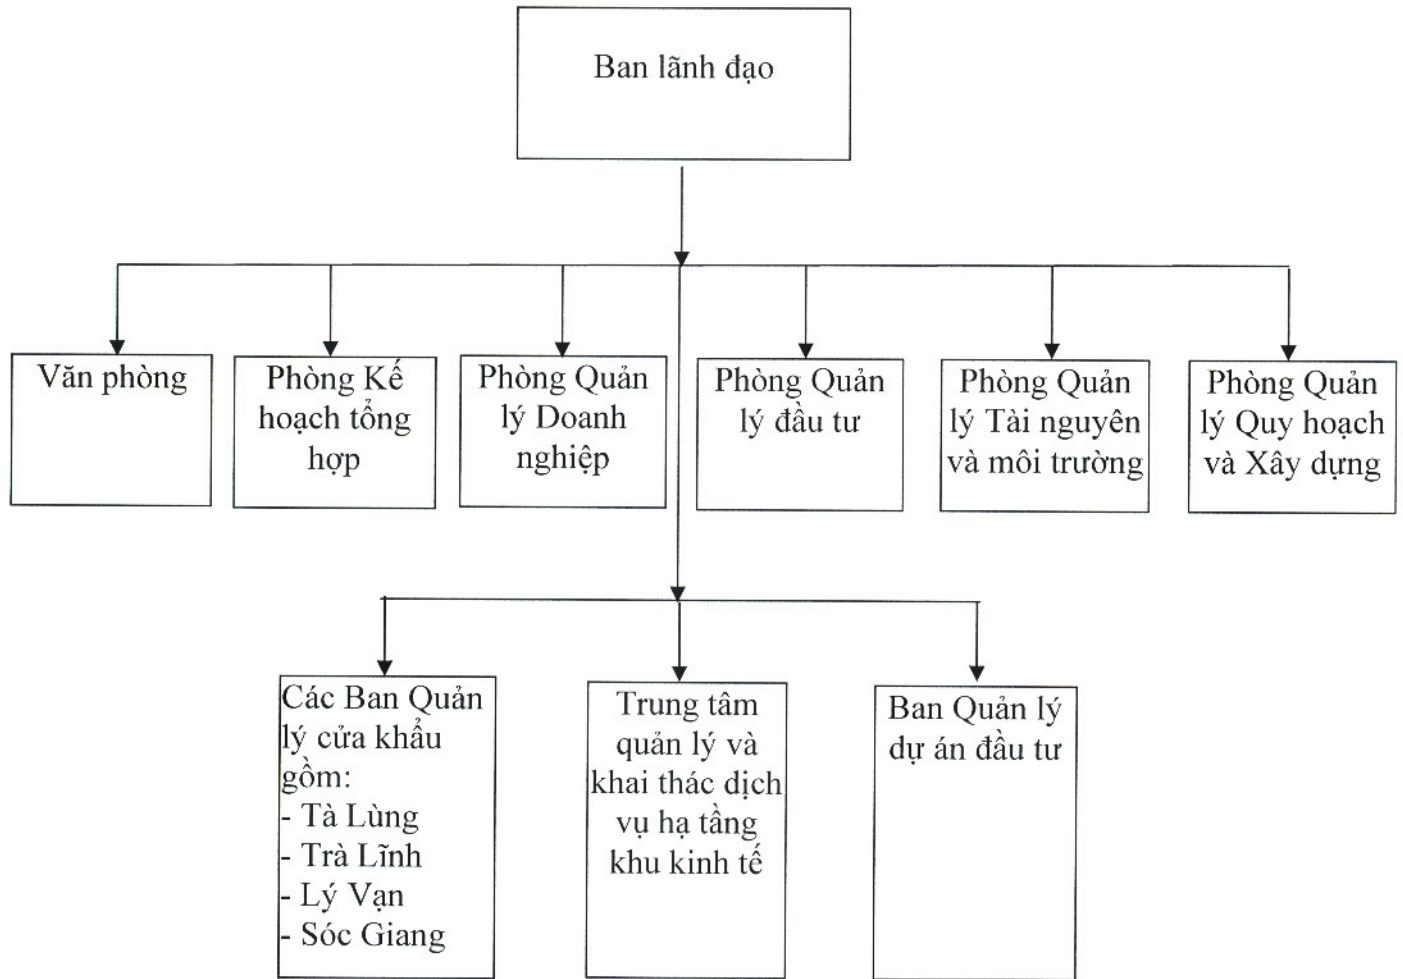 Ban lãnh đạo
Văn phòng
Phòng Kế
hoạch tổng
hợp
Phòng Quản
lý Doanh
nghiệp
Phòng Quản
lý đầu tư
Phòng Quản
lý Tài nguyên
và môi trường
Phòng Quản
lý Quy hoạch
và Xây dựng
Các Ban Quản
lý cửa khẩu
gồm:
- Tà Lùng
- Trà Lĩnh
- Lý Vạn
- Sóc Giang
Trung tâm
quản lý và
khai thác dịch
vụ hạ tầng
khu kinh tế
Ban Quản lý
dự án đầu tư